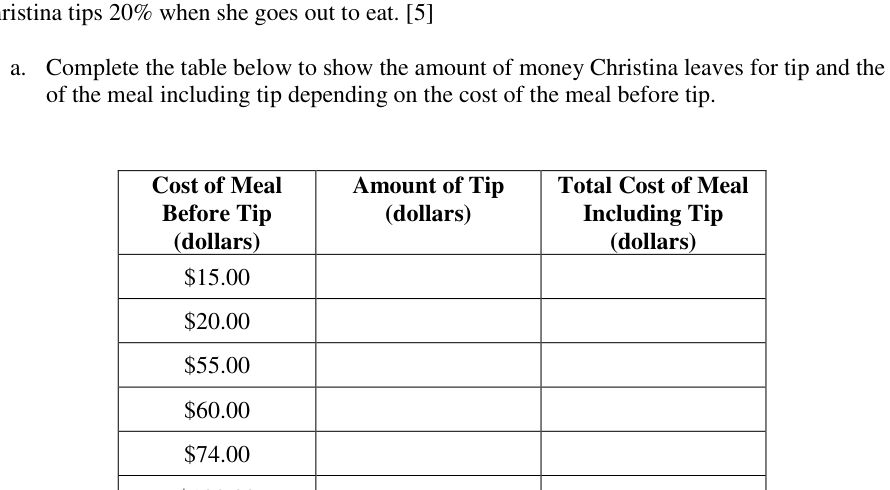 ristina tips 20% when she goes out to eat. [5]
a. Complete the table below to show the amount of money Christina leaves for tip and the
of the meal including tip depending on the cost of the meal before tip.
Cost of Meal Before Tip (dollars) Amount of Tip (dollars) Total Cost of Meal Including Tip (dollars)
$15.00
$20.00
$55.00
$60.00
$74.00